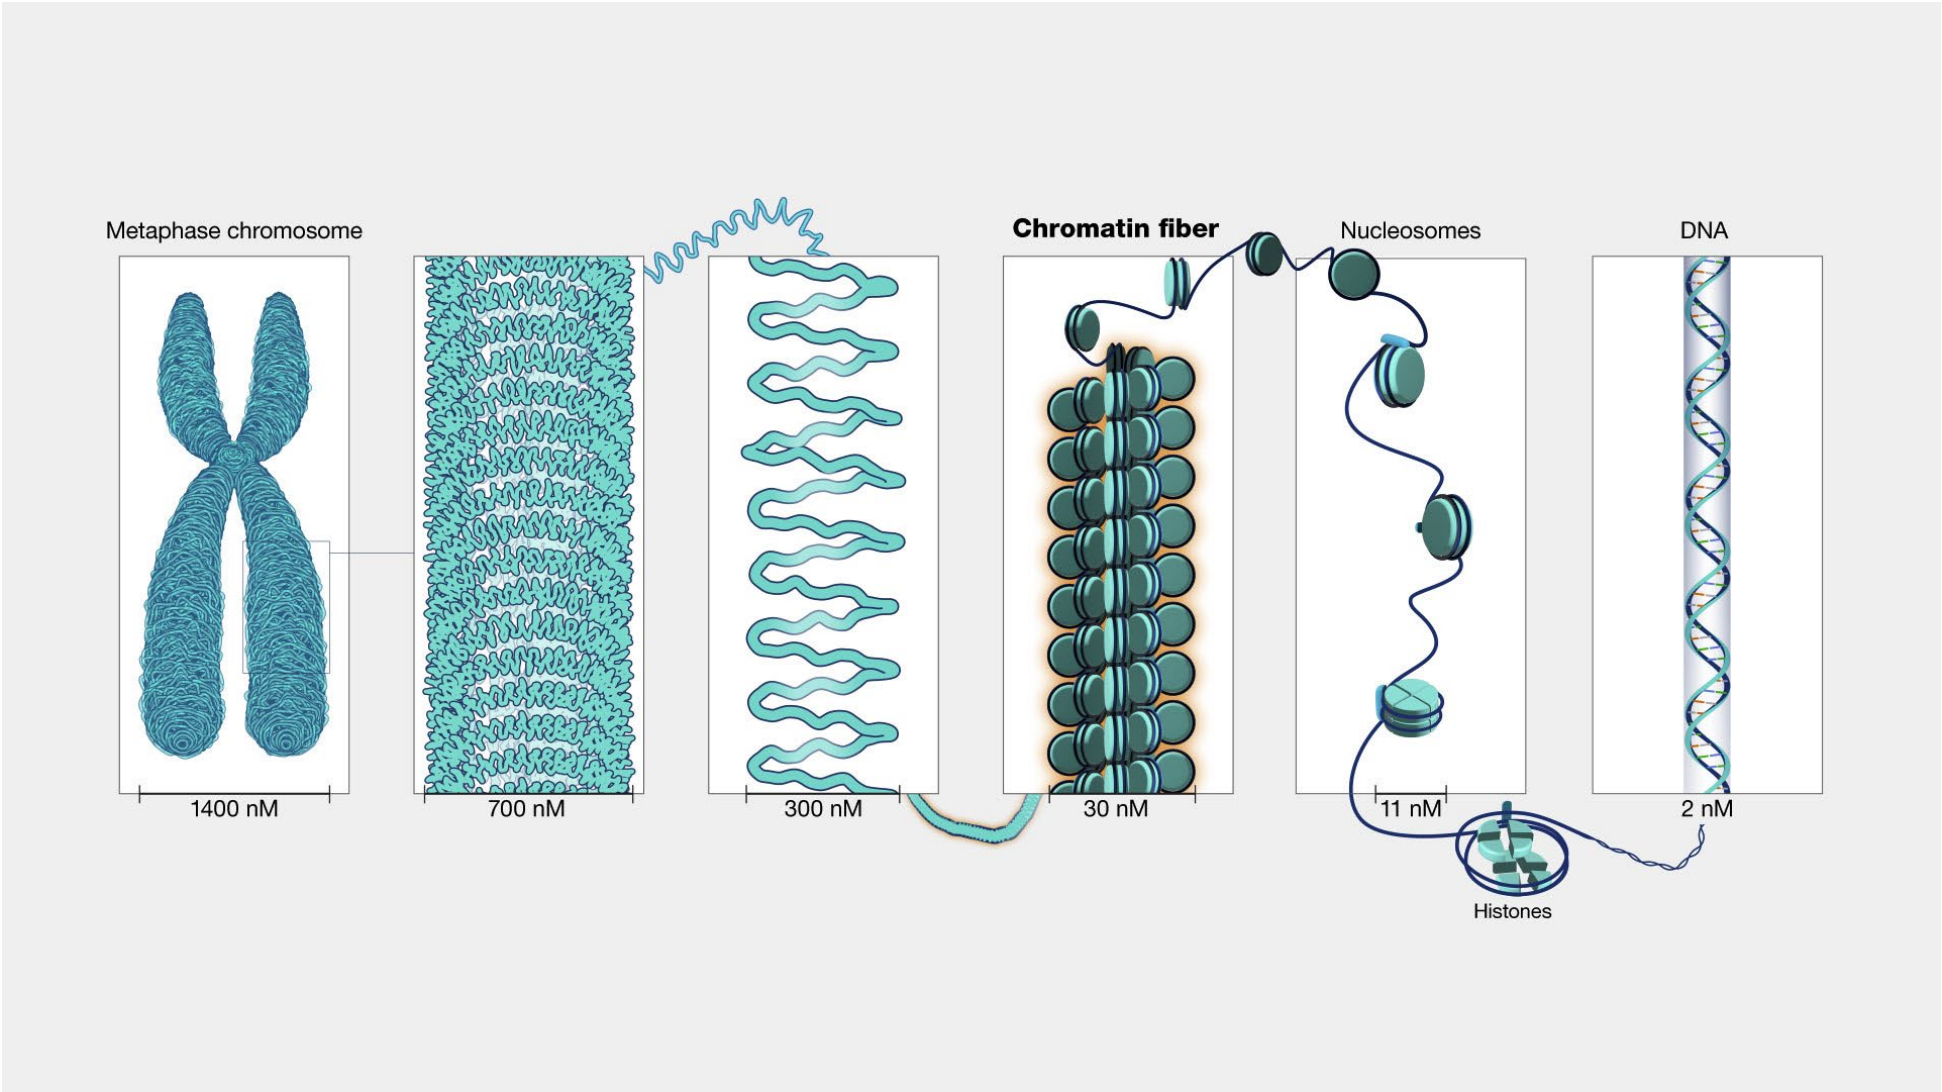 Metaphase chromosome
Chromatin fiber
Nucleosomes
DNA
1400 nM
700 nM
300 nM
30 nM
11 nM
2 nM
Histones